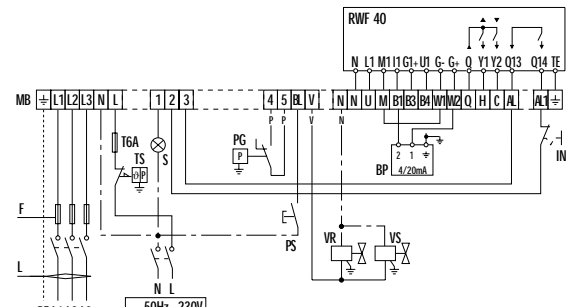 RWF 40
N L1 M1 I1 G1+ U1 G- G+ Q Y1 Y2 Q13 Q14 TE
MB L1 L2 L3 N L 1 2 3 4 5 BL V N N U M B1 B3 B4 W1 W2 Q H C AL AL1
P P V N
T6A
TS
P
S
PG
P
2 1
BP 4/20mA
IN
F
PS
VR VS
L
N L
50Hz 230V